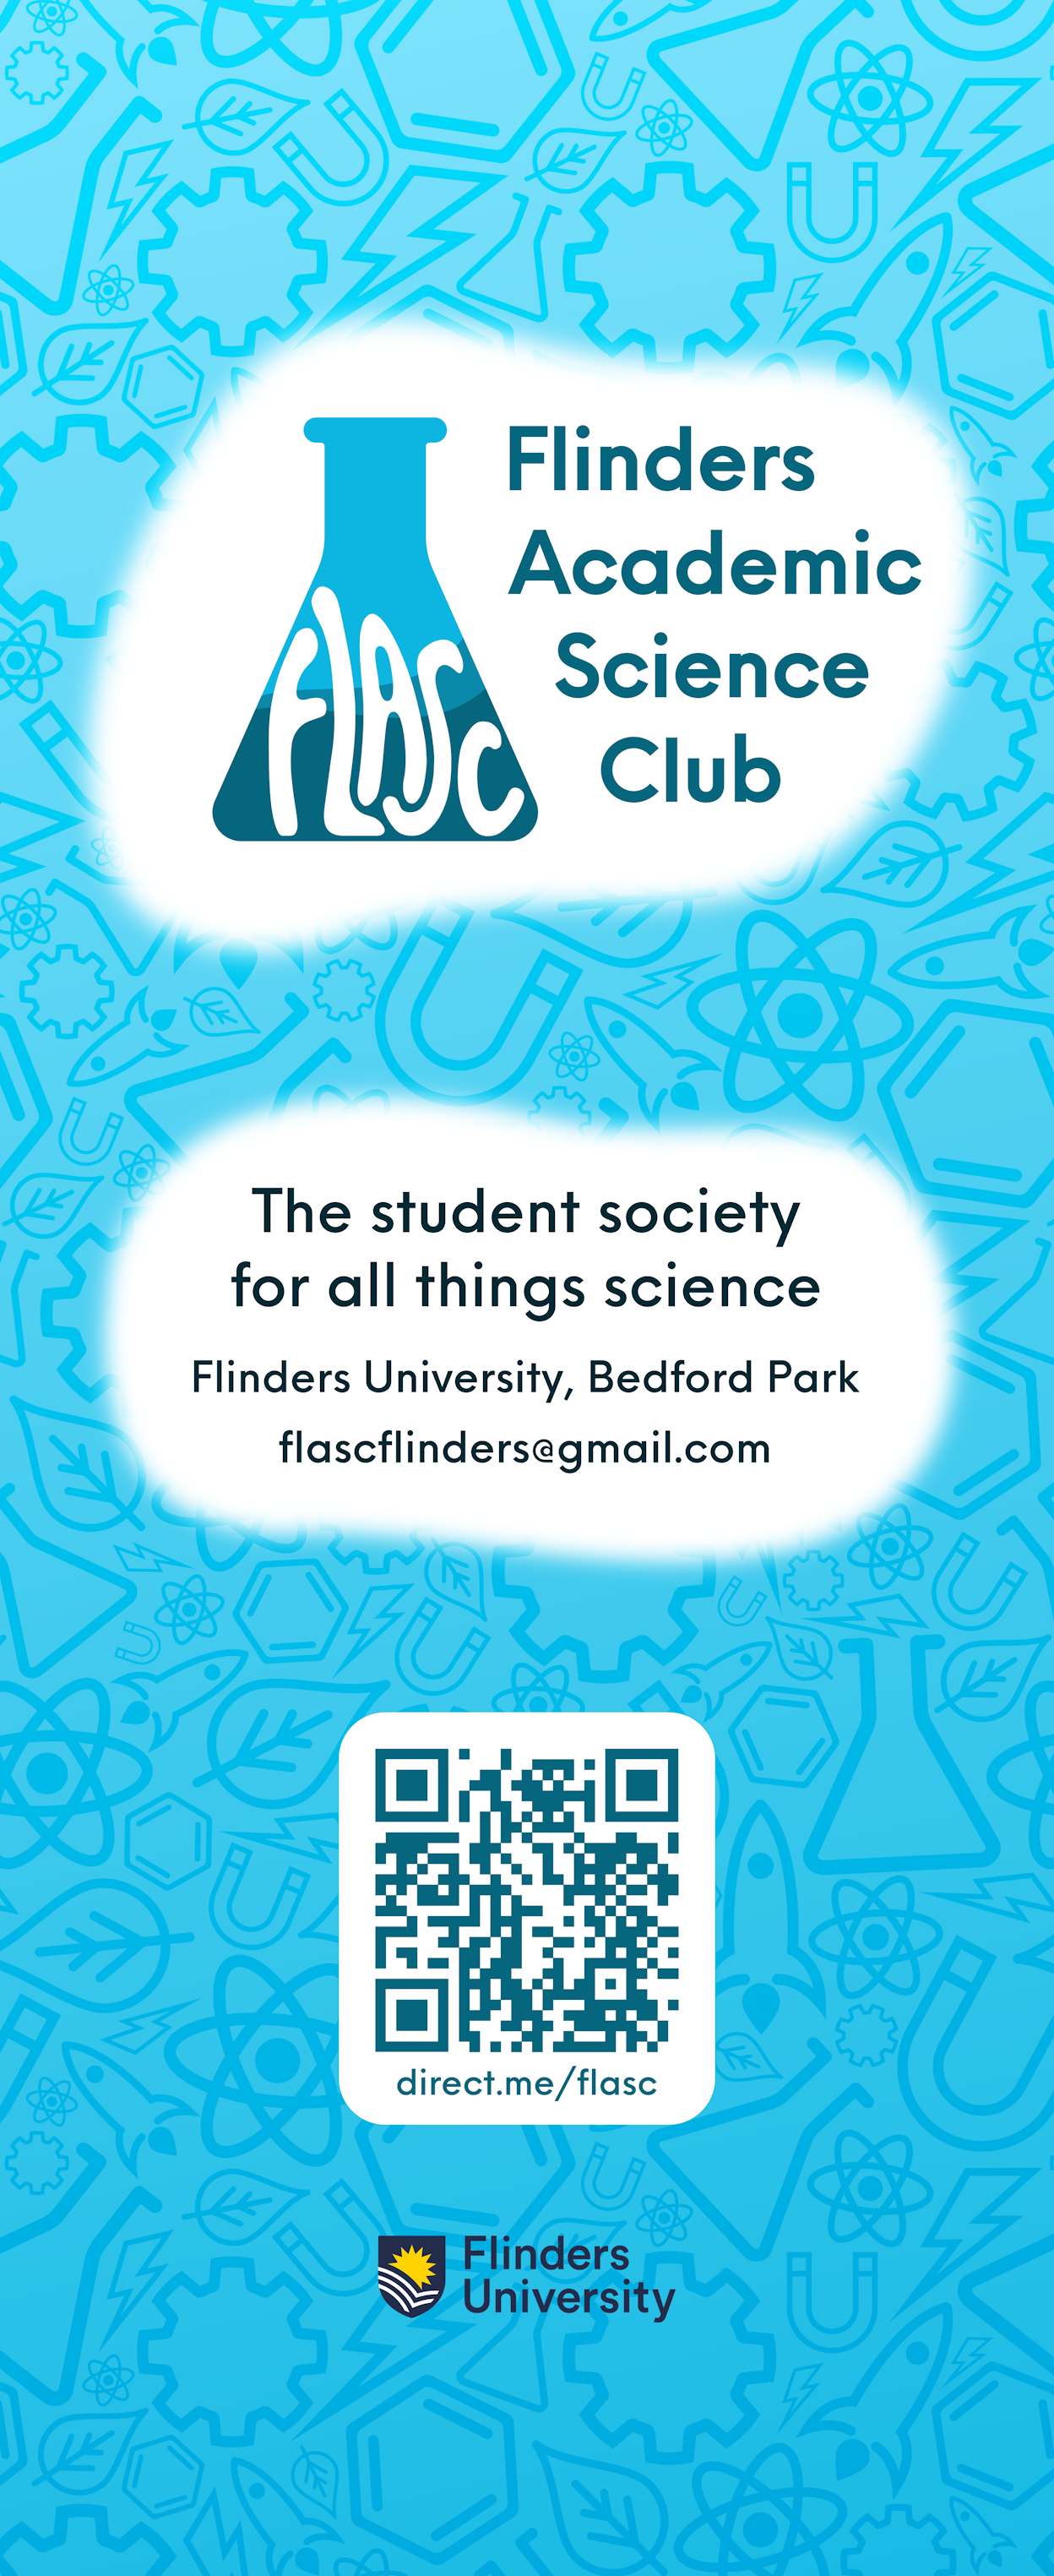 FLASC
Flinders
Academic
Science
Club
The student society
for all things science
Flinders University, Bedford Park
flascflinders@gmail.com
direct.me/flasc
Flinders
University